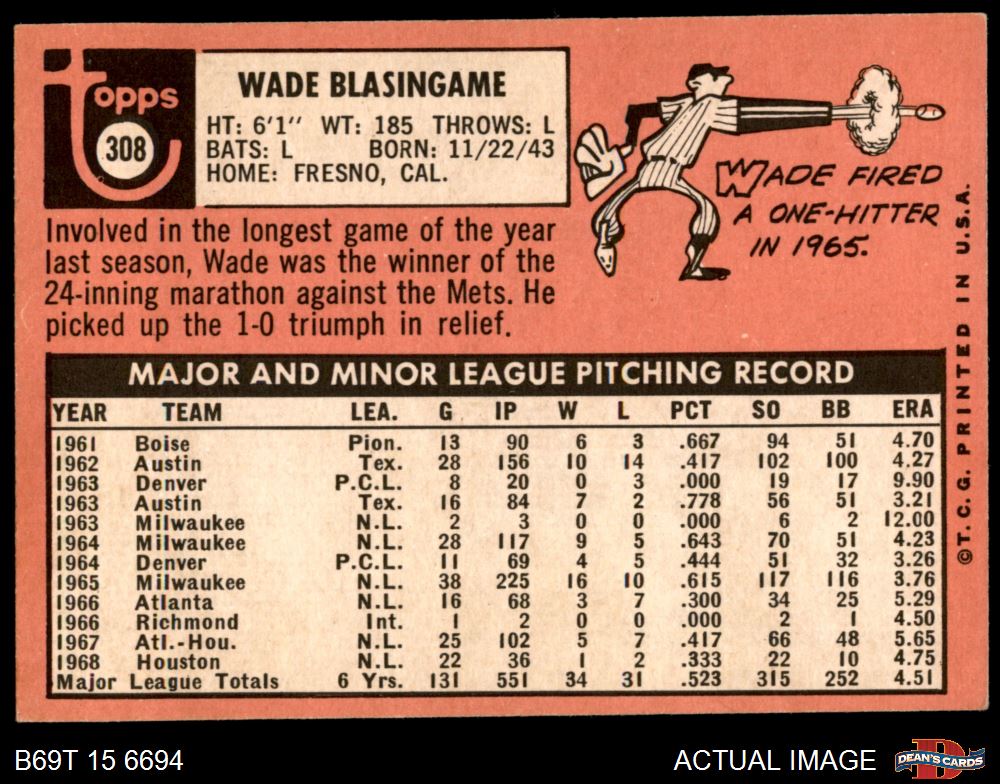 topps
308
WADE BLASINGAME
HT: 6'1" WT: 185 THROWS: L
BATS: L BORN: 11/22/43
HOME: FRESNO, CAL.
WADE FIRED
A ONE-HITTER
IN 1965.
Involved in the longest game of the year
last season, Wade was the winner of the
24-inning marathon against the Mets. He
picked up the 1-0 triumph in relief.
MAJOR AND MINOR LEAGUE PITCHING RECORD
YEAR TEAM LEA. G IP W L PCT SO BB ERA
1961 Boise Pion. 13 90 6 3 .667 94 51 4.70
1962 Austin Tex. 28 156 10 14 .417 102 100 4.27
1963 Denver P.C.L. 8 20 0 3 .000 19 17 9.90
1963 Austin Tex. 16 84 7 2 .778 56 51 3.21
1963 Milwaukee N.L. 2 3 0 0 .000 6 2 12.00
1964 Milwaukee N.L. 28 117 9 5 .643 70 51 4.23
1964 Denver P.C.L. 11 69 4 5 .444 51 32 3.26
1965 Milwaukee N.L. 38 225 16 10 .615 117 116 3.76
1966 Atlanta N.L. 16 68 3 7 .300 34 25 5.29
1966 Richmond Int. 1 2 0 0 .000 2 1 4.50
1967 Atl.-Hou. N.L. 25 102 5 7 .417 66 48 5.65
1968 Houston N.L. 22 36 1 2 .333 22 10 4.75
Major League Totals 6 Yrs. 131 551 34 31 .523 315 252 4.51
©T.C.G. PRINTED IN U.S.A.
B69T 15 6694
ACTUAL IMAGE
DEAN'S CARDS